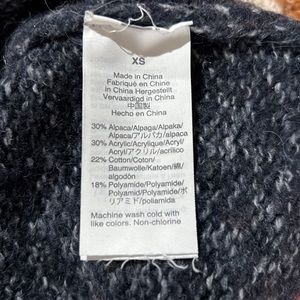 XS
Made in China
Fabriqué en Chine
In China Hergestellt
Vervaardigd in China
中国製
Hecho en China
30% Alpaca/Alpaga/Alpaka/
Alpaca/アルパカ/alpaca
30% Acrylic/Acrylique/Acryl/
Acryl/アクリル/acrílico
22% Cotton/Coton/
Baumwolle/Katoen/綿/
algodón
18% Polyamide/Polyamide/
Polyamid/Polyamide/ポリ
アミド/poliamida
Machine wash cold with
like colors. Non-chlorine